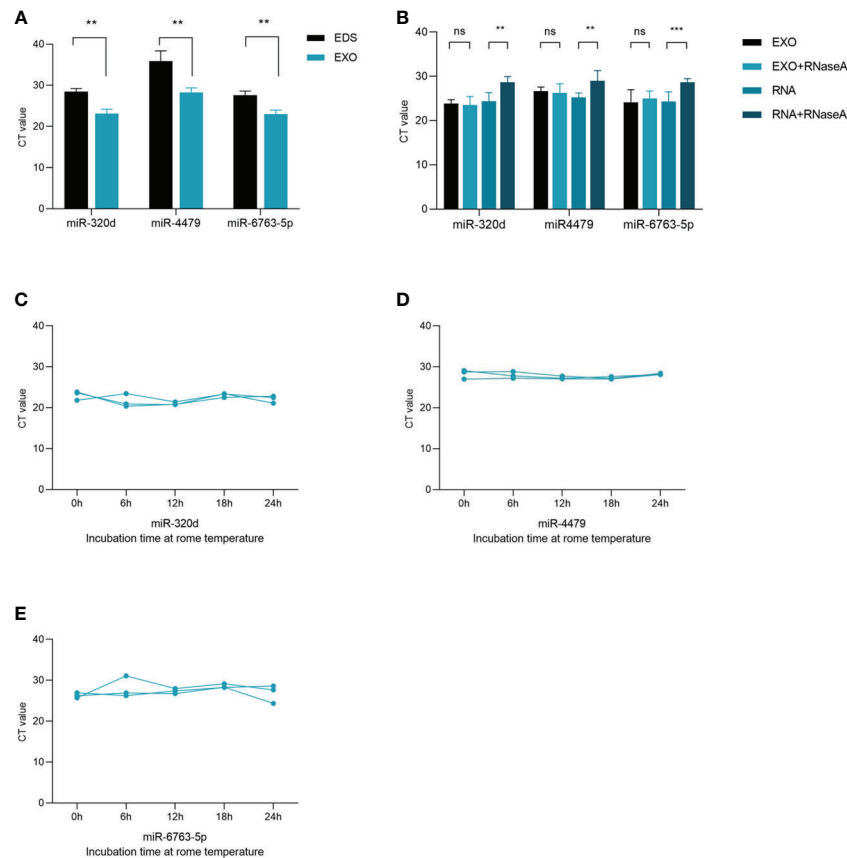 A
** ** **
EDS
EXO
CT value
40
30
20
10
0
miR-320d miR-4479 miR-6763-5p
B
ns ** ns ** ns ***
EXO
EXO+RNaseA
RNA
RNA+RNaseA
CT value
40
30
20
10
0
miR-320d miR4479 miR-6763-5p
C
CT value
40
30
20
10
0
0h 6h 12h 18h 24h
miR-320d
Incubation time at rome temperature
D
CT value
40
30
20
10
0
0h 6h 12h 18h 24h
miR-4479
Incubation time at rome temperature
E
CT value
40
30
20
10
0
0h 6h 12h 18h 24h
miR-6763-5p
Incubation time at rome temperature